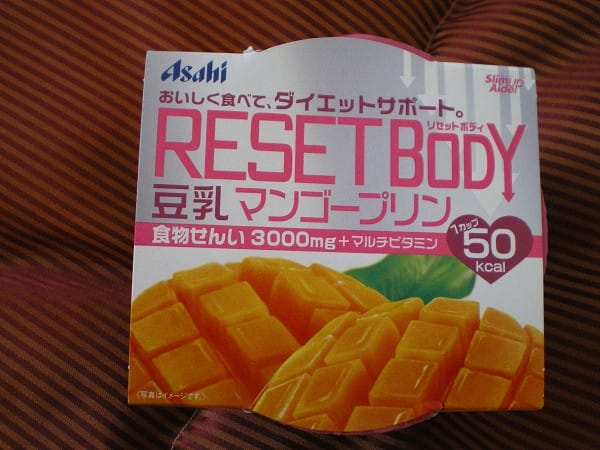 Asahi
Slim up
Aide!
おいしく食べて、ダイエットサポート。
リセットボディ
RESET BODY
豆乳マンゴープリン
食物せんい 3000mg+マルチビタミン
1カップ
50
kcal
(写真はイメージです。)